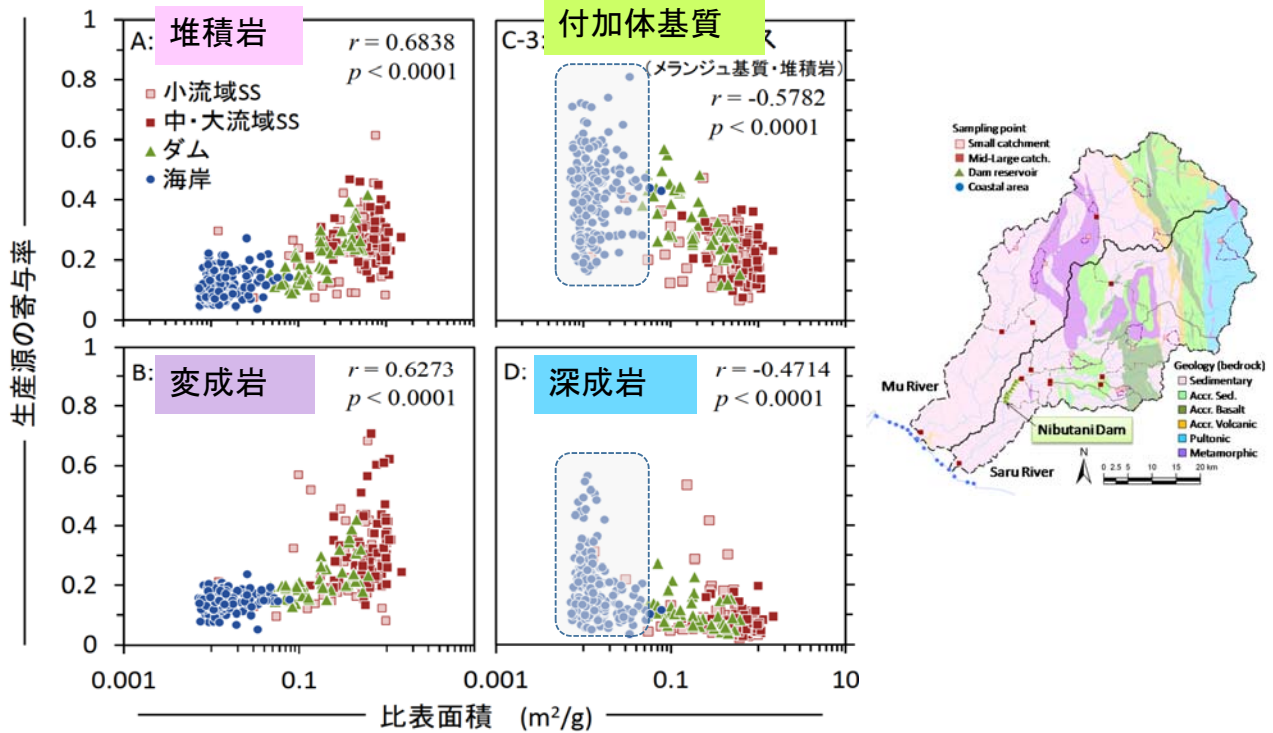 生産源の寄与率
1
0.8
0.6
0.4
0.2
0
A:
堆積岩
r = 0.6838
p < 0.0001
小流域SS
中・大流域SS
ダム
海岸
C-3:
付加体基質
ス
(メランジュ基質・堆積岩)
r = -0.5782
p < 0.0001
1
0.8
0.6
0.4
0.2
0
B:
変成岩
r = 0.6273
p < 0.0001
D:
深成岩
r = -0.4714
p < 0.0001
0.001
0.1
0.001
0.1
10
比表面積 (m²/g)
Sampling point
Small catchment
Mid-Large catch.
Dam reservoir
Coastal area
Mu River
Saru River
Nibutani Dam
N
0 2.5 5 10 15 20 km
Geology (bedrock)
Sedimentary
Accr. Sed.
Accr. Basalt
Accr. Volcanic
Pultonic
Metamorphic